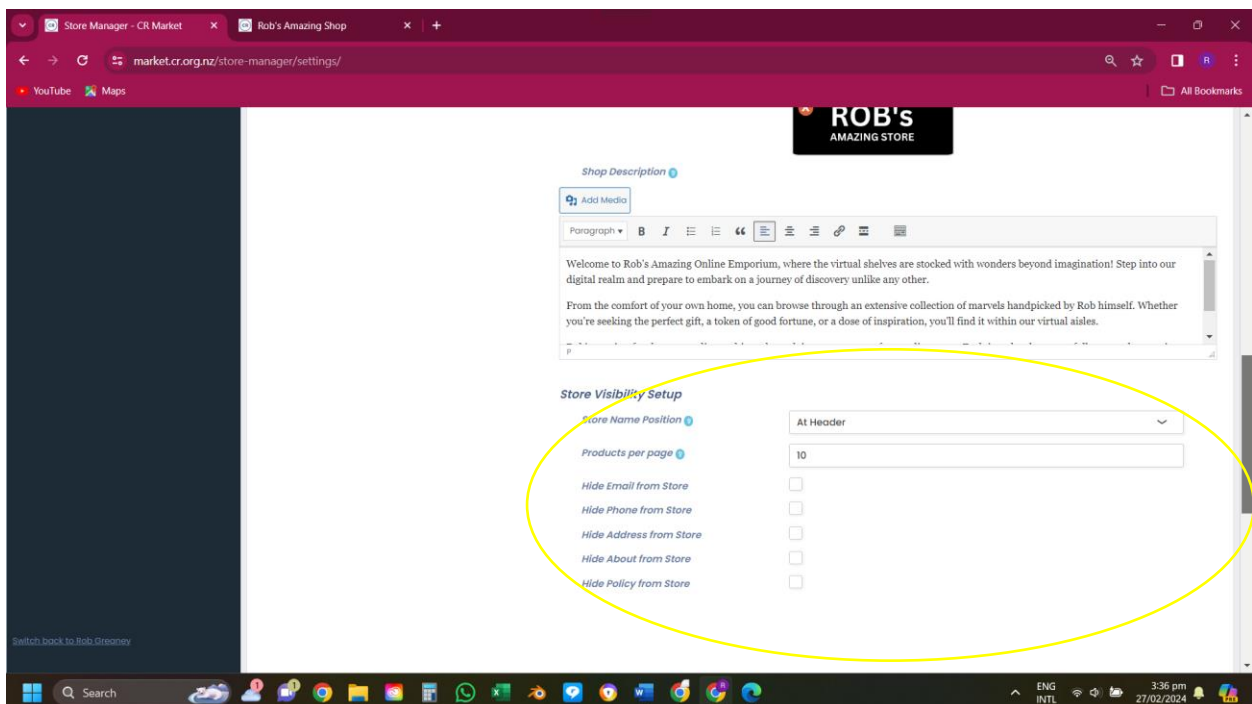 Store Manager - CR Market
Rob's Amazing Shop
market.cr.org.nz/store-manager/settings/
R
YouTube
Maps
All Bookmarks
ROB's
AMAZING STORE
Shop Description
Add Media
Paragraph B I
Welcome to Rob's Amazing Online Emporium, where the virtual shelves are stocked with wonders beyond imagination! Step into our
digital realm and prepare to embark on a journey of discovery unlike any other.
From the comfort of your own home, you can browse through an extensive collection of marvels handpicked by Rob himself. Whether
you're seeking the perfect gift, a token of good fortune, or a dose of inspiration, you'll find it within our virtual aisles.
P
Store Visibility Setup
Store Name Position At Header
Products per page 10
Hide Email from Store
Hide Phone from Store
Hide Address from Store
Hide About from Store
Hide Policy from Store
Switch back to Rob Greaney
Search
ENG
INTL
3:36 pm
27/02/2024